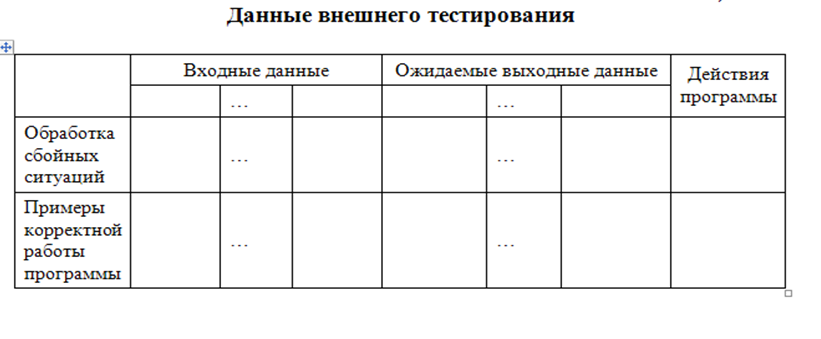 Данные внешнего тестирования
Входные данные
Ожидаемые выходные данные
Действия
программы
...
...
Обработка
сбойных
ситуаций
...
...
Примеры
корректной
работы
программы
...
...